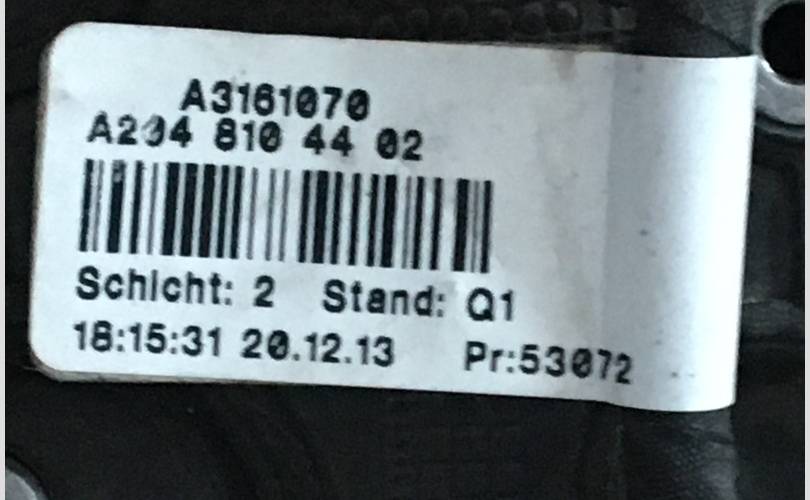 A3161070
A204 810 44 02
Schicht: 2 Stand: Q1
18:15:31 20.12.13 Pr:53072